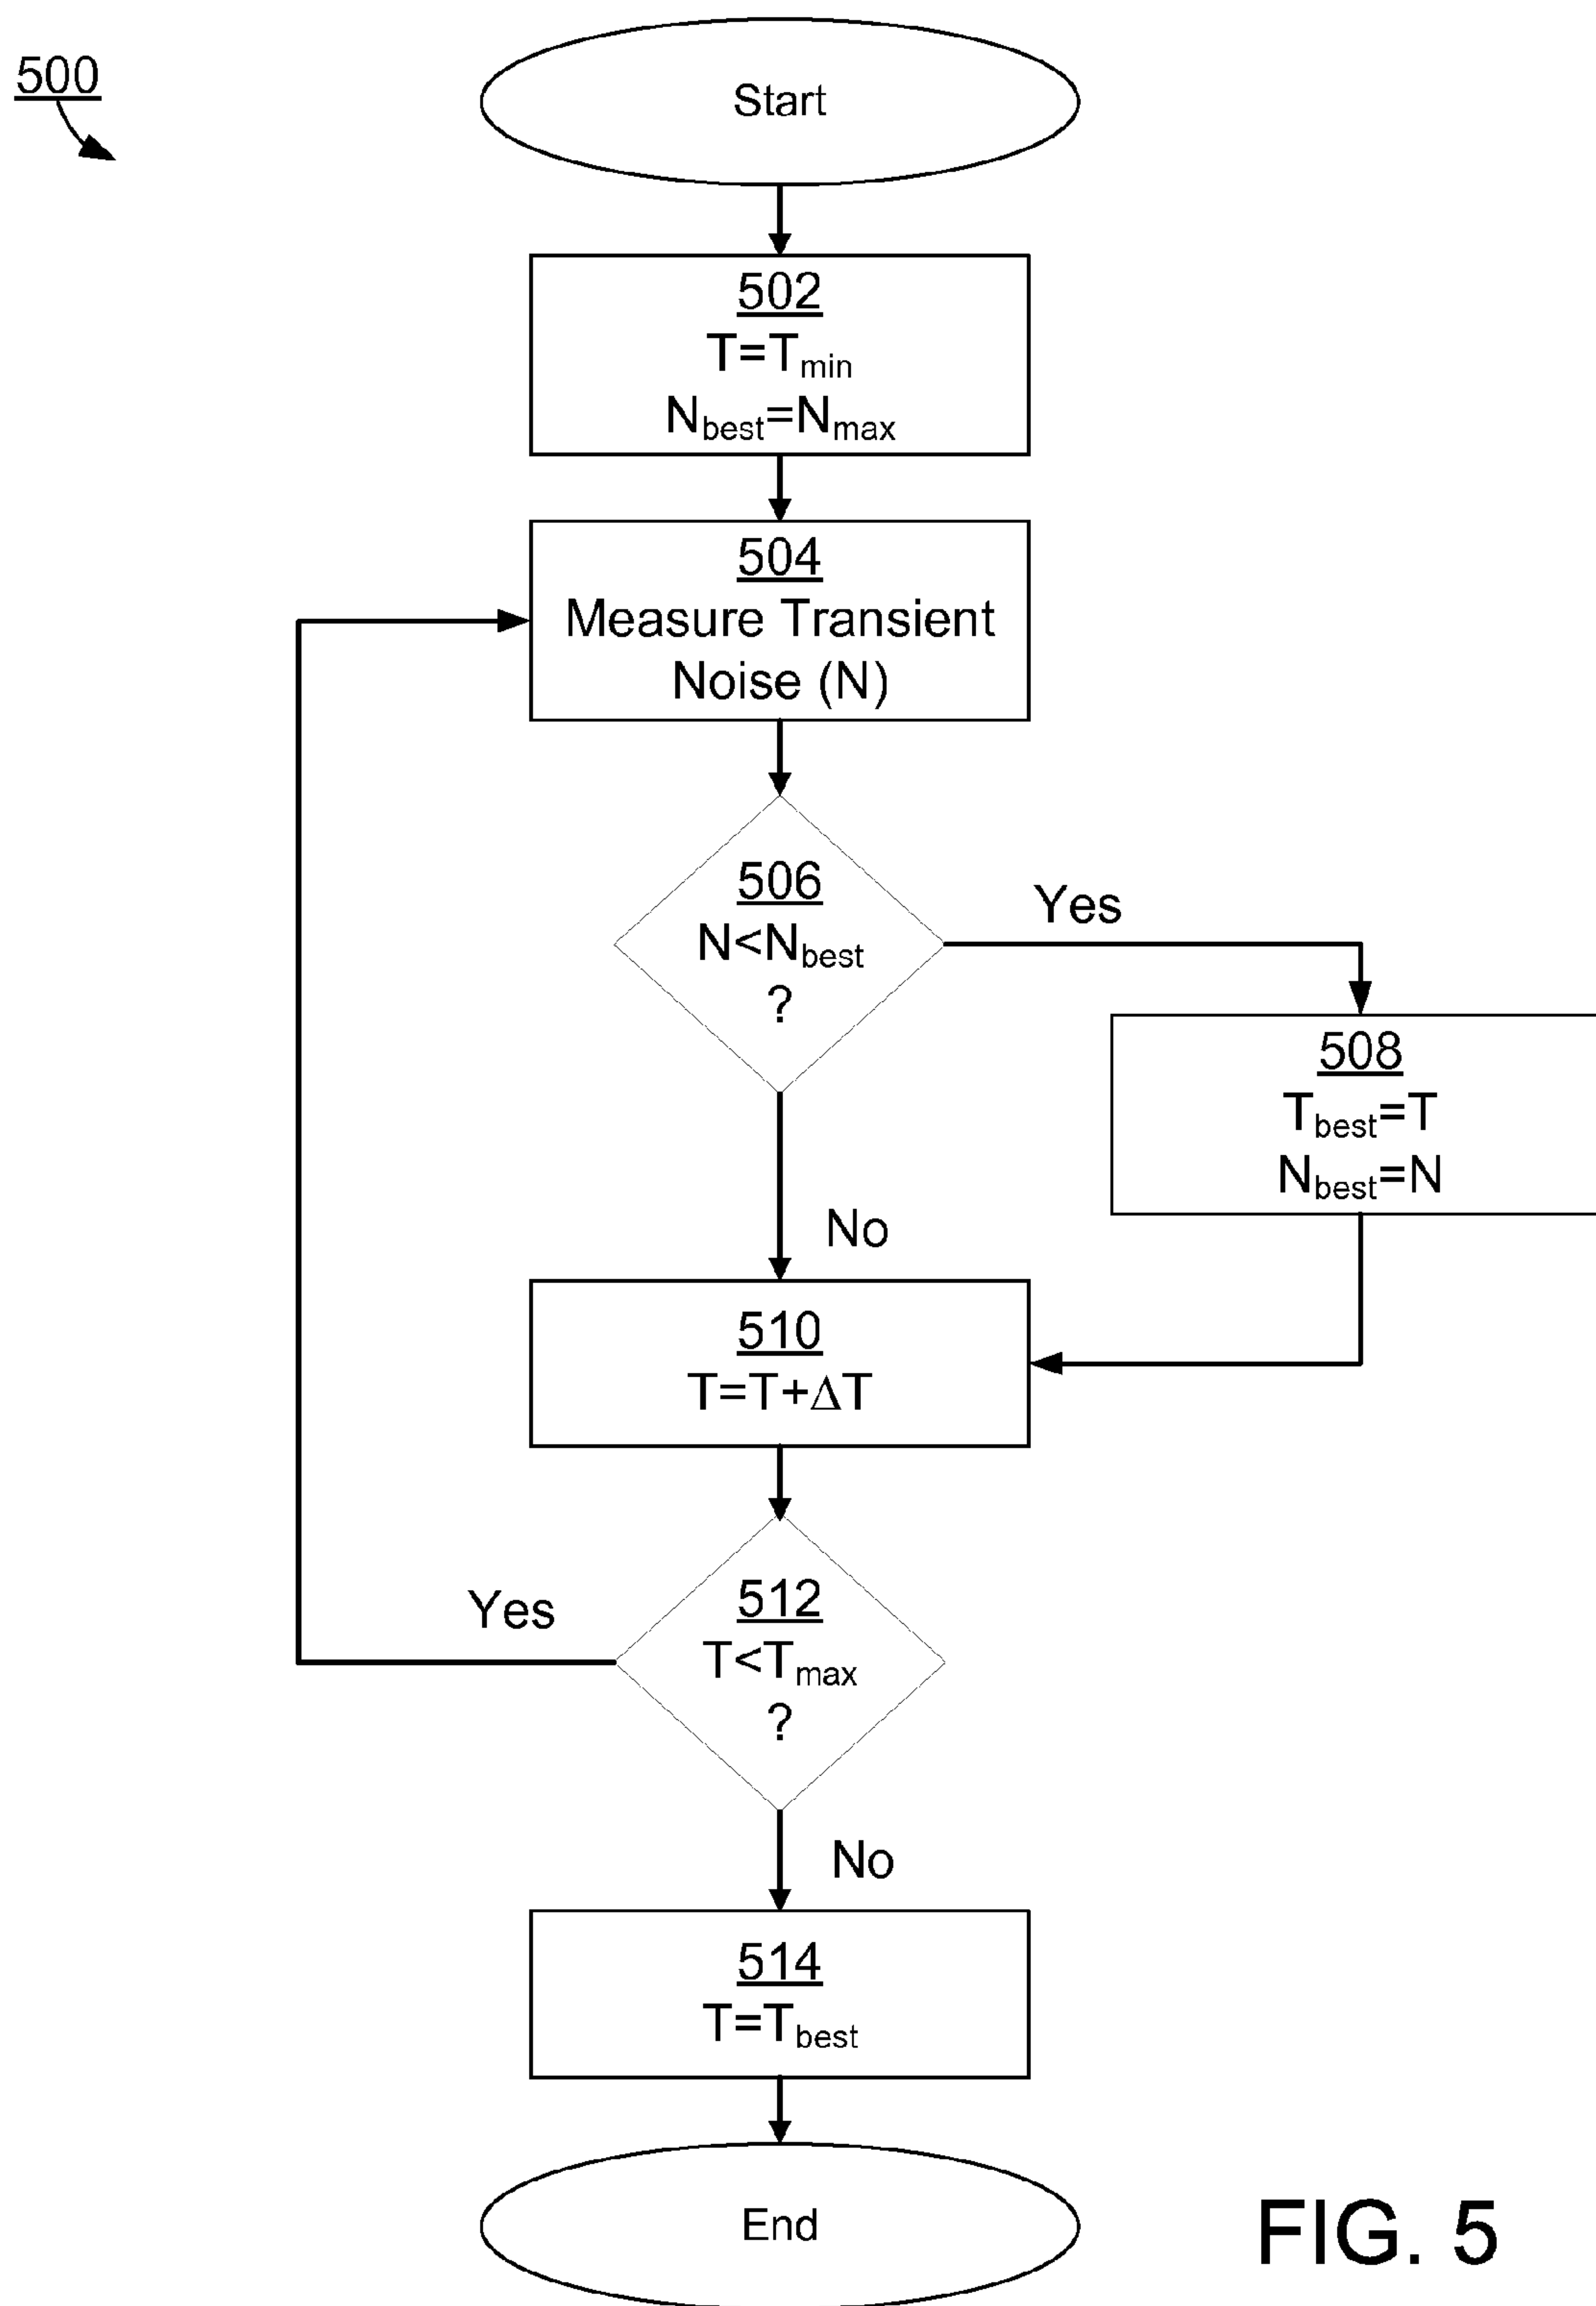 500
Start
502
T=Tmin
Nbest=Nmax
504
Measure Transient
Noise (N)
506
N<Nbest
?
Yes
508
Tbest=T
Nbest=N
No
510
T=T+ΔT
512
T<Tmax
?
Yes
No
514
T=Tbest
End
FIG. 5